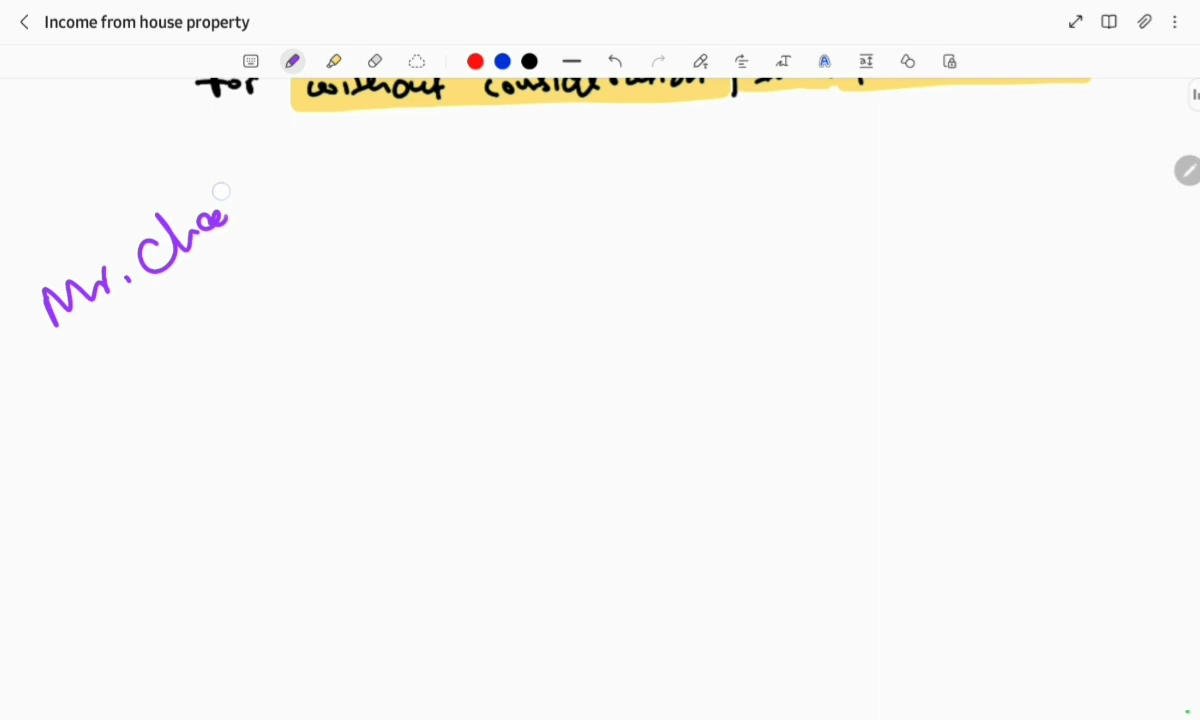 Income from house property
for without consideration
Mr. Cha